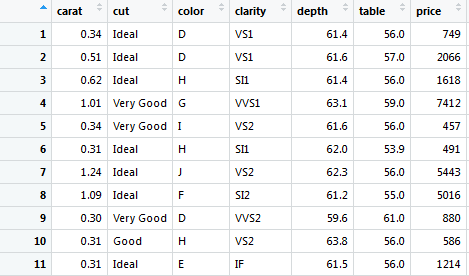 carat cut color clarity depth table price
1 0.34 Ideal D VS1 61.4 56.0 749
2 0.51 Ideal D VS1 61.6 57.0 2066
3 0.62 Ideal H SI1 61.4 56.0 1618
4 1.01 Very Good G VVS1 63.1 59.0 7412
5 0.34 Very Good I VS2 61.6 56.0 457
6 0.31 Ideal H SI1 62.0 53.9 491
7 1.24 Ideal J VS2 62.3 56.0 5443
8 1.09 Ideal F SI2 61.2 55.0 5016
9 0.30 Very Good D VVS2 59.6 61.0 880
10 0.31 Good H VS2 63.8 56.0 586
11 0.31 Ideal E IF 61.5 56.0 1214